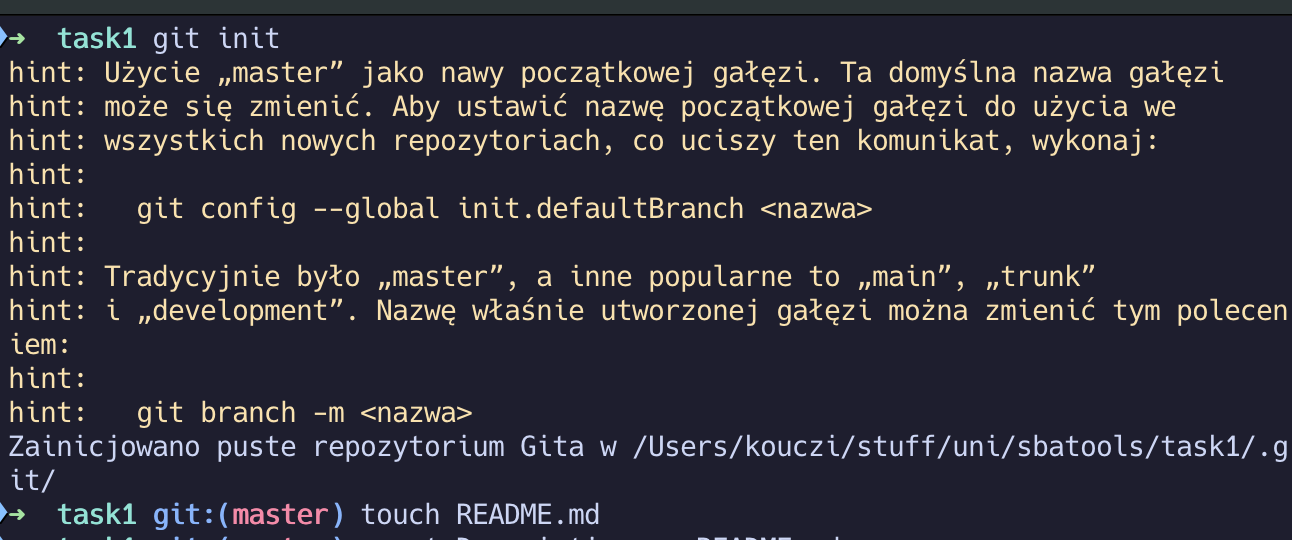 ➜  task1 git init
hint: Użycie „master” jako nawy początkowej gałęzi. Ta domyślna nazwa gałęzi
hint: może się zmienić. Aby ustawić nazwę początkowej gałęzi do użycia we
hint: wszystkich nowych repozytoriach, co uciszy ten komunikat, wykonaj:
hint:
hint:   git config --global init.defaultBranch <nazwa>
hint:
hint: Tradycyjnie było „master”, a inne popularne to „main”, „trunk”
hint: i „development”. Nazwę właśnie utworzonej gałęzi można zmienić tym polecen
iem:
hint:
hint:   git branch -m <nazwa>
Zainicjowano puste repozytorium Gita w /Users/kouczi/stuff/uni/sbatools/task1/.g
it/
➜  task1 git:(master) touch README.md